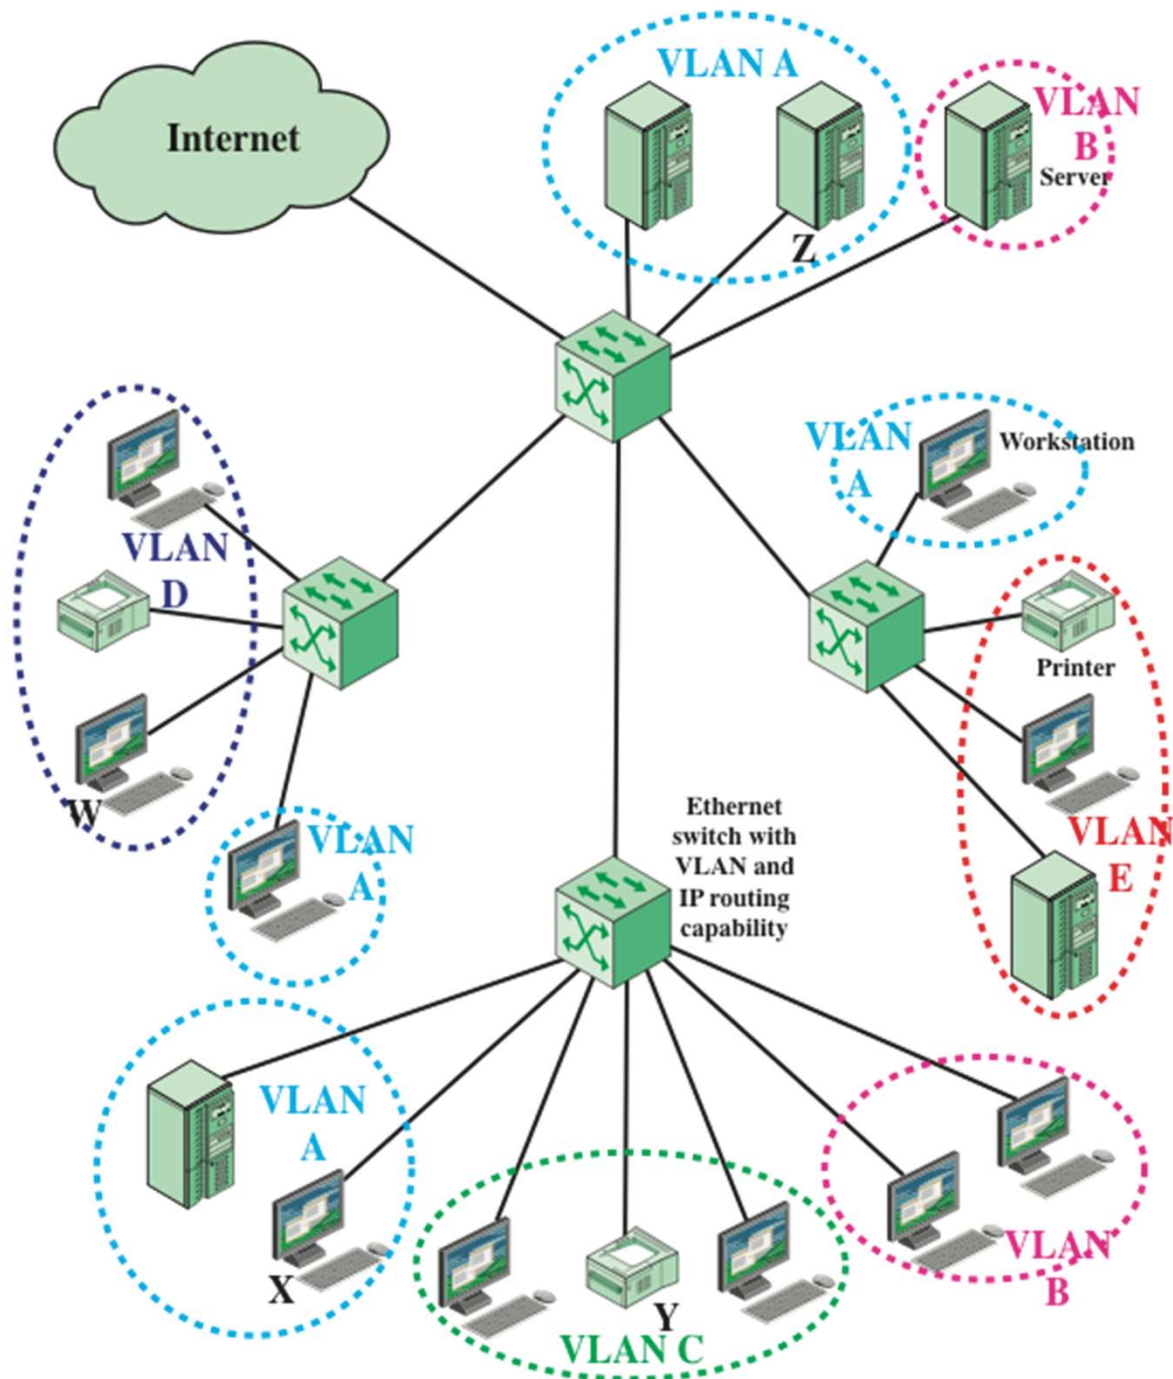 VLAN A
Internet
VLAN
B
Server
Z
VLAN
A
Workstation
VLAN
D
Printer
W
VLAN
A
Ethernet
switch with
VLAN and
IP routing
capability
VLAN
E
VLAN
A
X
VLAN
B
Y
VLAN C